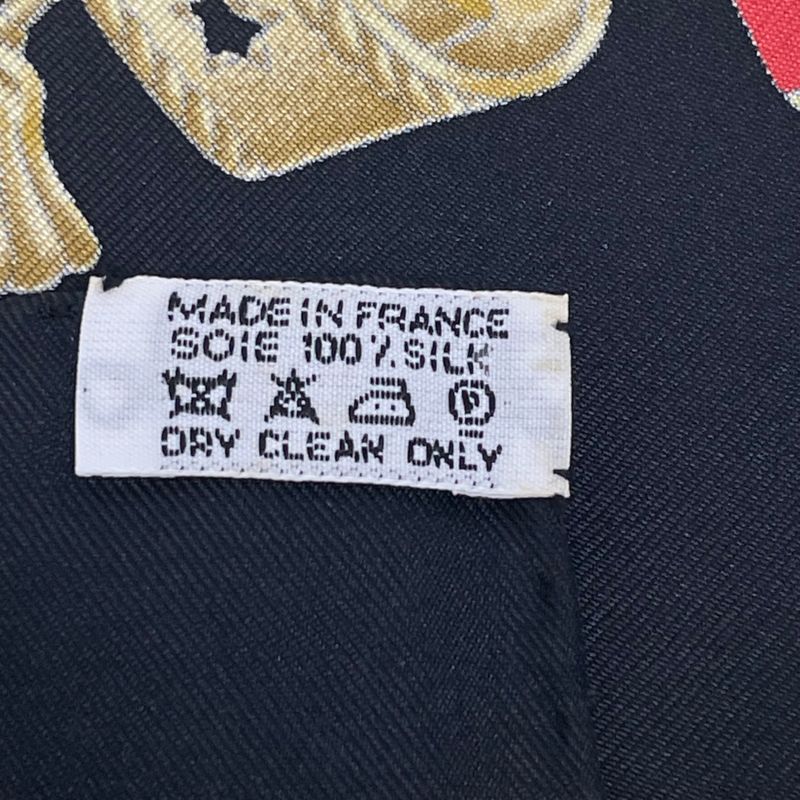 MADE IN FRANCE
SOIE 100% SILK
P
DRY CLEAN ONLY